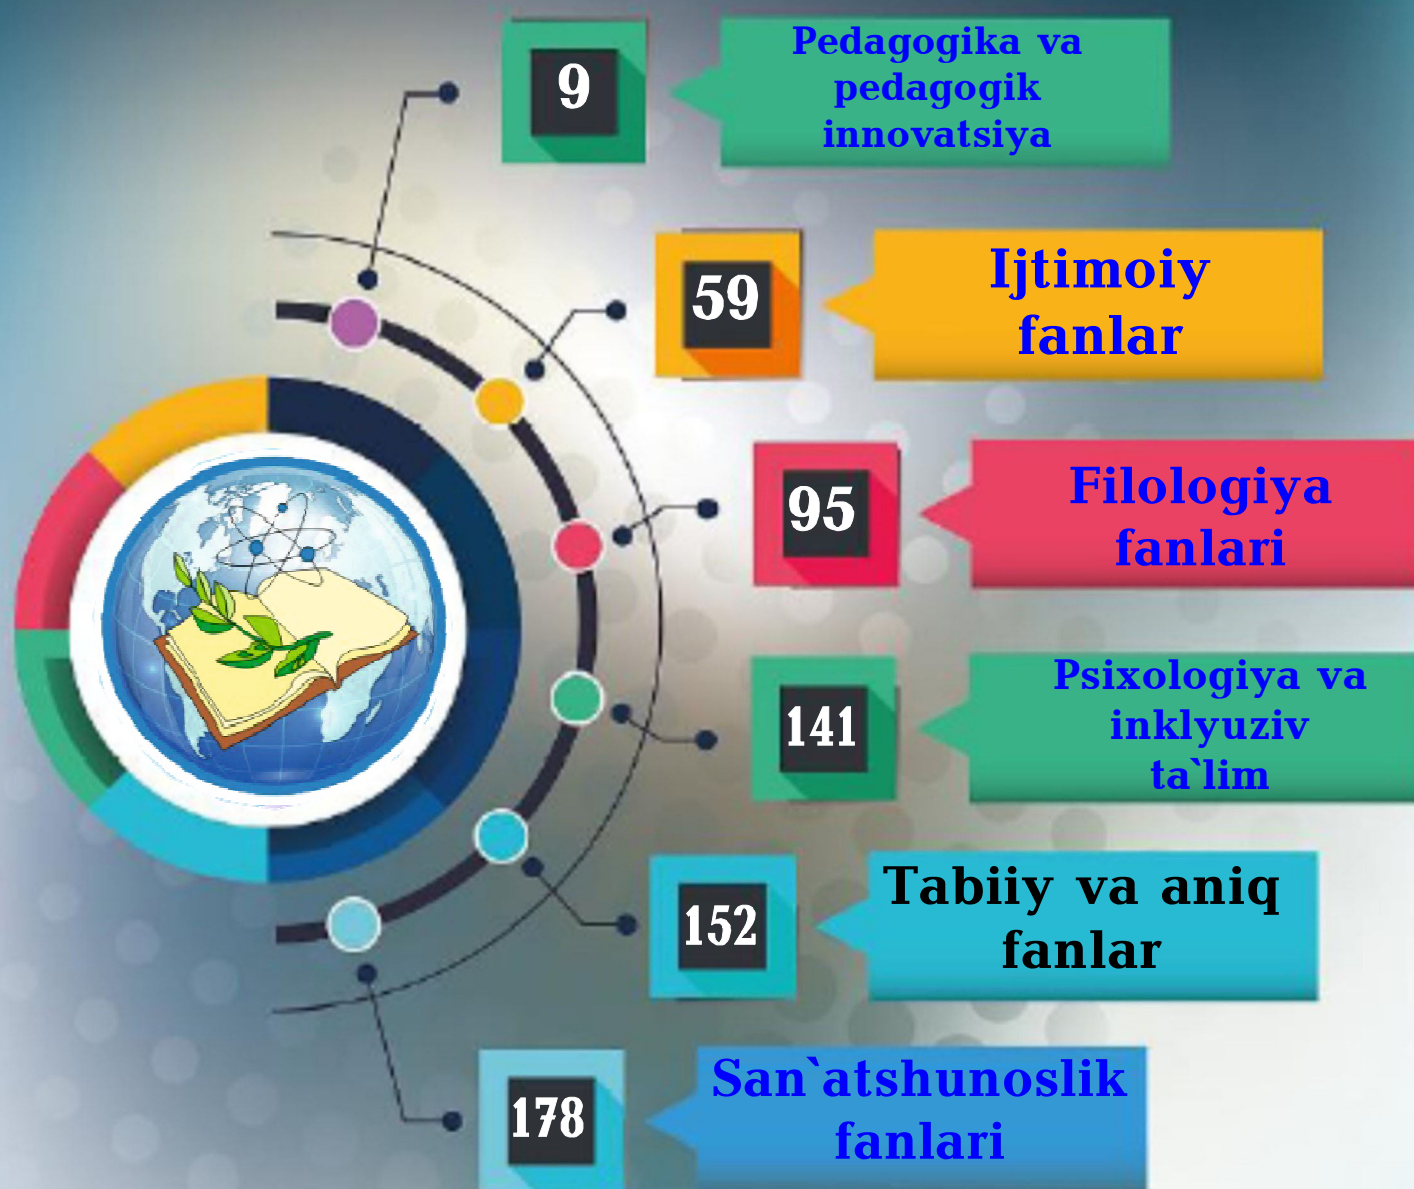 9
Pedagogika va
pedagogik
innovatsiya
59
Ijtimoiy
fanlar
95
Filologiya
fanlari
141
Psixologiya va
inklyuziv
ta`lim
152
Tabiiy va aniq
fanlar
178
San`atshunoslik
fanlari